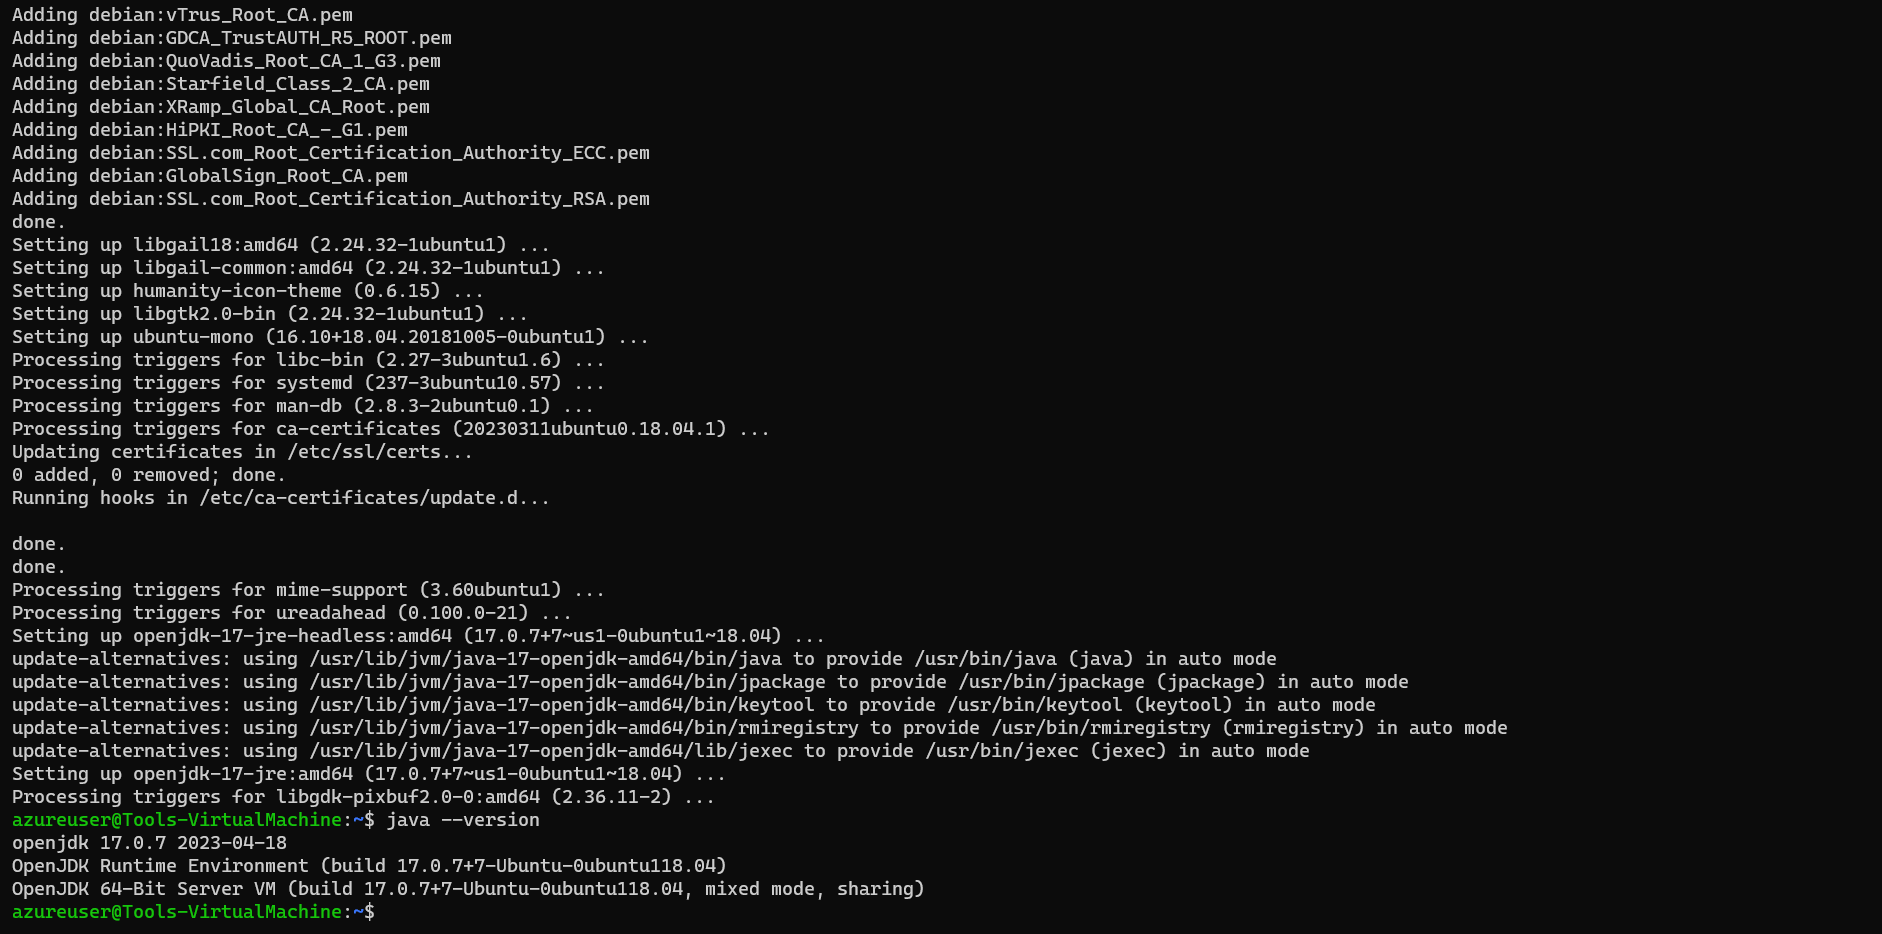 Adding debian:vTrus_Root_CA.pem
Adding debian:GDCA_TrustAUTH_R5_ROOT.pem
Adding debian:QuoVadis_Root_CA_1_G3.pem
Adding debian:Starfield_Class_2_CA.pem
Adding debian:XRamp_Global_CA_Root.pem
Adding debian:HiPKI_Root_CA_-_G1.pem
Adding debian:SSL.com_Root_Certification_Authority_ECC.pem
Adding debian:GlobalSign_Root_CA.pem
Adding debian:SSL.com_Root_Certification_Authority_RSA.pem
done.
Setting up libgail18:amd64 (2.24.32-1ubuntu1) ...
Setting up libgail-common:amd64 (2.24.32-1ubuntu1) ...
Setting up humanity-icon-theme (0.6.15) ...
Setting up libgtk2.0-bin (2.24.32-1ubuntu1) ...
Setting up ubuntu-mono (16.10+18.04.20181005-0ubuntu1) ...
Processing triggers for libc-bin (2.27-3ubuntu1.6) ...
Processing triggers for systemd (237-3ubuntu10.57) ...
Processing triggers for man-db (2.8.3-2ubuntu0.1) ...
Processing triggers for ca-certificates (20230311ubuntu0.18.04.1) ...
Updating certificates in /etc/ssl/certs...
0 added, 0 removed; done.
Running hooks in /etc/ca-certificates/update.d...
done.
done.
Processing triggers for mime-support (3.60ubuntu1) ...
Processing triggers for ureadahead (0.100.0-21) ...
Setting up openjdk-17-jre-headless:amd64 (17.0.7+7~us1-0ubuntu1~18.04) ...
update-alternatives: using /usr/lib/jvm/java-17-openjdk-amd64/bin/java to provide /usr/bin/java (java) in auto mode
update-alternatives: using /usr/lib/jvm/java-17-openjdk-amd64/bin/jpackage to provide /usr/bin/jpackage (jpackage) in auto mode
update-alternatives: using /usr/lib/jvm/java-17-openjdk-amd64/bin/keytool to provide /usr/bin/keytool (keytool) in auto mode
update-alternatives: using /usr/lib/jvm/java-17-openjdk-amd64/bin/rmiregistry to provide /usr/bin/rmiregistry (rmiregistry) in auto mode
update-alternatives: using /usr/lib/jvm/java-17-openjdk-amd64/lib/jexec to provide /usr/bin/jexec (jexec) in auto mode
Setting up openjdk-17-jre:amd64 (17.0.7+7~us1-0ubuntu1~18.04) ...
Processing triggers for libgdk-pixbuf2.0-0:amd64 (2.36.11-2) ...
azureuser@Tools-VirtualMachine:~$ java --version
openjdk 17.0.7 2023-04-18
OpenJDK Runtime Environment (build 17.0.7+7-Ubuntu-0ubuntu118.04)
OpenJDK 64-Bit Server VM (build 17.0.7+7-Ubuntu-0ubuntu118.04, mixed mode, sharing)
azureuser@Tools-VirtualMachine:~$